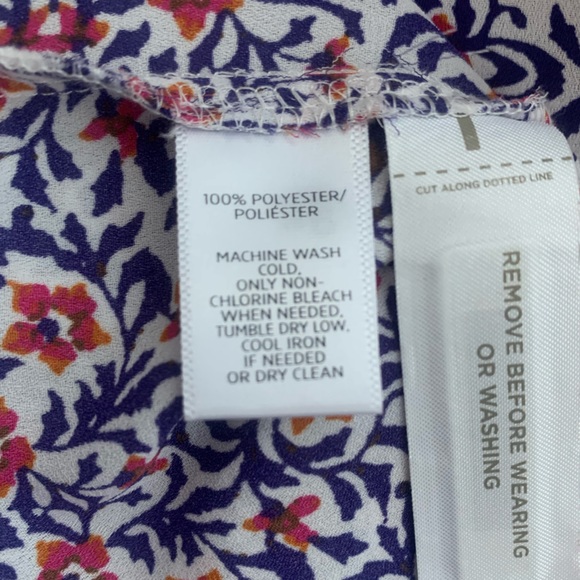 100% POLYESTER/
POLIÉSTER
MACHINE WASH
COLD.
ONLY NON-
CHLORINE BLEACH
WHEN NEEDED.
TUMBLE DRY LOW.
COOL IRON
IF NEEDED
OR DRY CLEAN
CUT ALONG DOTTED LINE
REMOVE BEFORE WEARING
OR WASHING